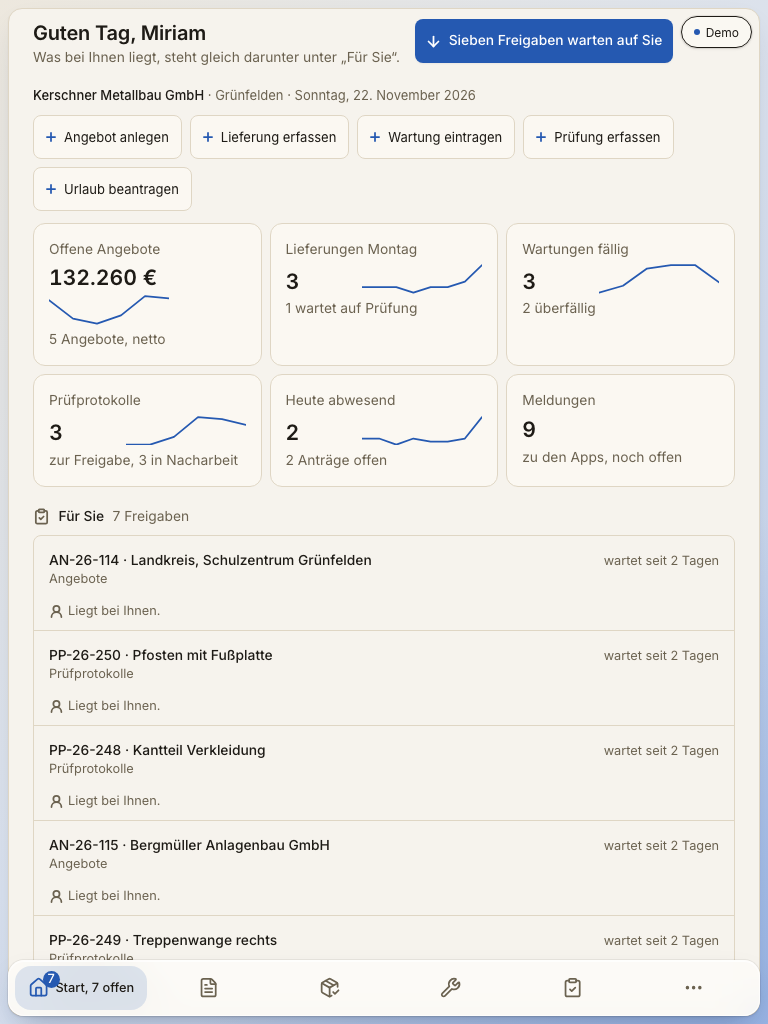 Guten Tag, Miriam
Was bei Ihnen liegt, steht gleich darunter unter „Für Sie“.
Sieben Freigaben warten auf Sie
Demo
Kerschner Metallbau GmbH · Grünfelden · Sonntag, 22. November 2026
Angebot anlegen
Lieferung erfassen
Wartung eintragen
Prüfung erfassen
Urlaub beantragen
Offene Angebote
132.260 €
5 Angebote, netto
Lieferungen Montag
3
1 wartet auf Prüfung
Wartungen fällig
3
2 überfällig
Prüfprotokolle
3
zur Freigabe, 3 in Nacharbeit
Heute abwesend
2
2 Anträge offen
Meldungen
9
zu den Apps, noch offen
Für Sie 7 Freigaben
AN-26-114 · Landkreis, Schulzentrum Grünfelden
wartet seit 2 Tagen
Angebote
Liegt bei Ihnen.
PP-26-250 · Pfosten mit Fußplatte
wartet seit 2 Tagen
Prüfprotokolle
Liegt bei Ihnen.
PP-26-248 · Kantteil Verkleidung
wartet seit 2 Tagen
Prüfprotokolle
Liegt bei Ihnen.
AN-26-115 · Bergmüller Anlagenbau GmbH
wartet seit 2 Tagen
Angebote
Liegt bei Ihnen.
PP-26-249 · Treppenwange rechts
wartet seit 2 Tagen
Prüfprotokolle
7
Start, 7 offen